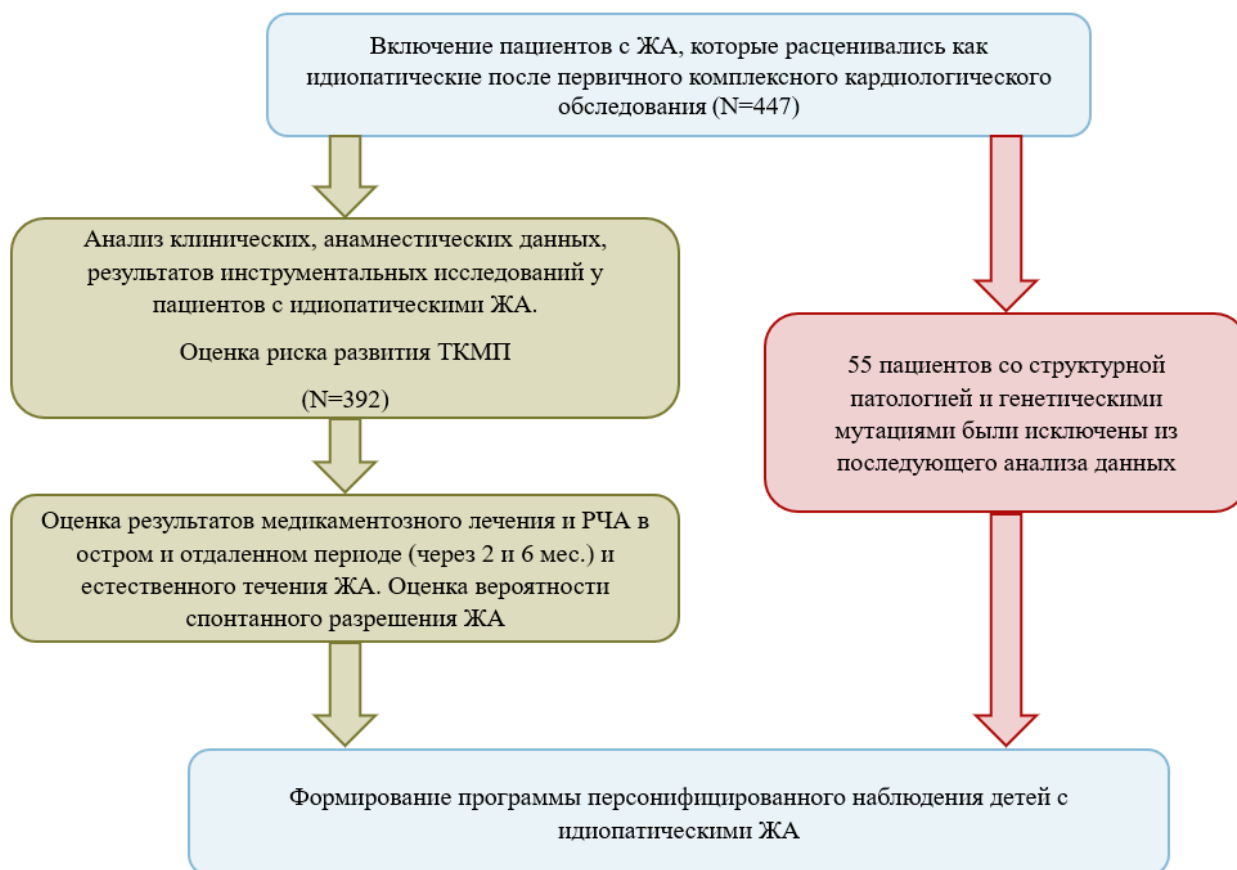 Включение пациентов с ЖА, которые расценивались как
идиопатические после первичного комплексного кардиологического
обследования (N=447)
Анализ клинических, анамнестических данных,
результатов инструментальных исследований у
пациентов с идиопатическими ЖА.
Оценка риска развития ТКМП
(N=392)
55 пациентов со структурной
патологией и генетическими
мутациями были исключены из
последующего анализа данных
Оценка результатов медикаментозного лечения и РЧА в
остром и отдаленном периоде (через 2 и 6 мес.) и
естественного течения ЖА. Оценка вероятности
спонтанного разрешения ЖА
Формирование программы персонифицированного наблюдения детей с
идиопатическими ЖА